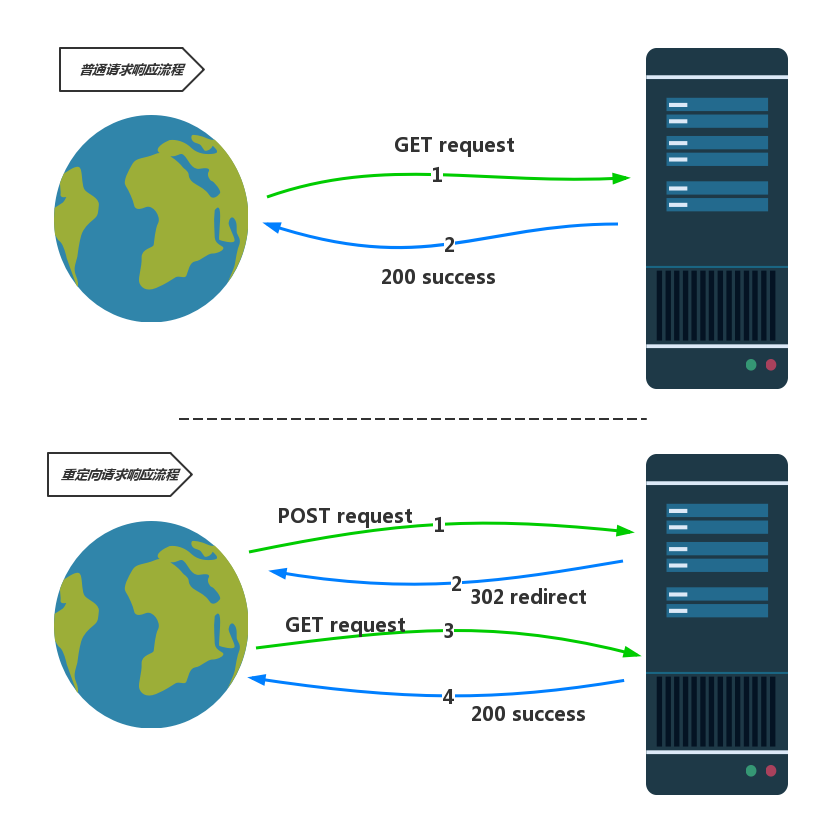 普通请求响应流程
GET request
1
2
200 success
重定向请求响应流程
POST request
1
2
302 redirect
GET request
3
4
200 success